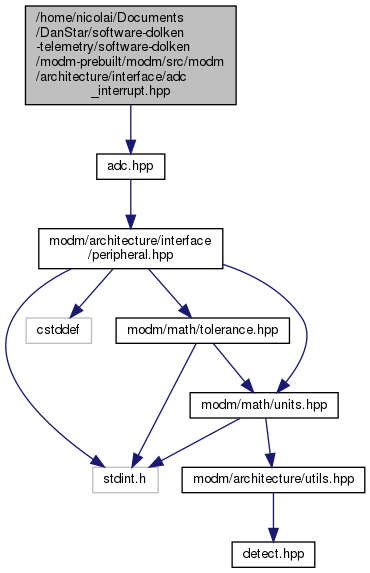 /home/nicolai/Documents
/DanStar/software-dolken
-telemetry/software-dolken
/modm-prebuilt/modm/src/modm
/architecture/interface/adc
_interrupt.hpp
adc.hpp
modm/architecture/interface
/peripheral.hpp
cstddef
modm/math/tolerance.hpp
modm/math/units.hpp
stdint.h
modm/architecture/utils.hpp
detect.hpp